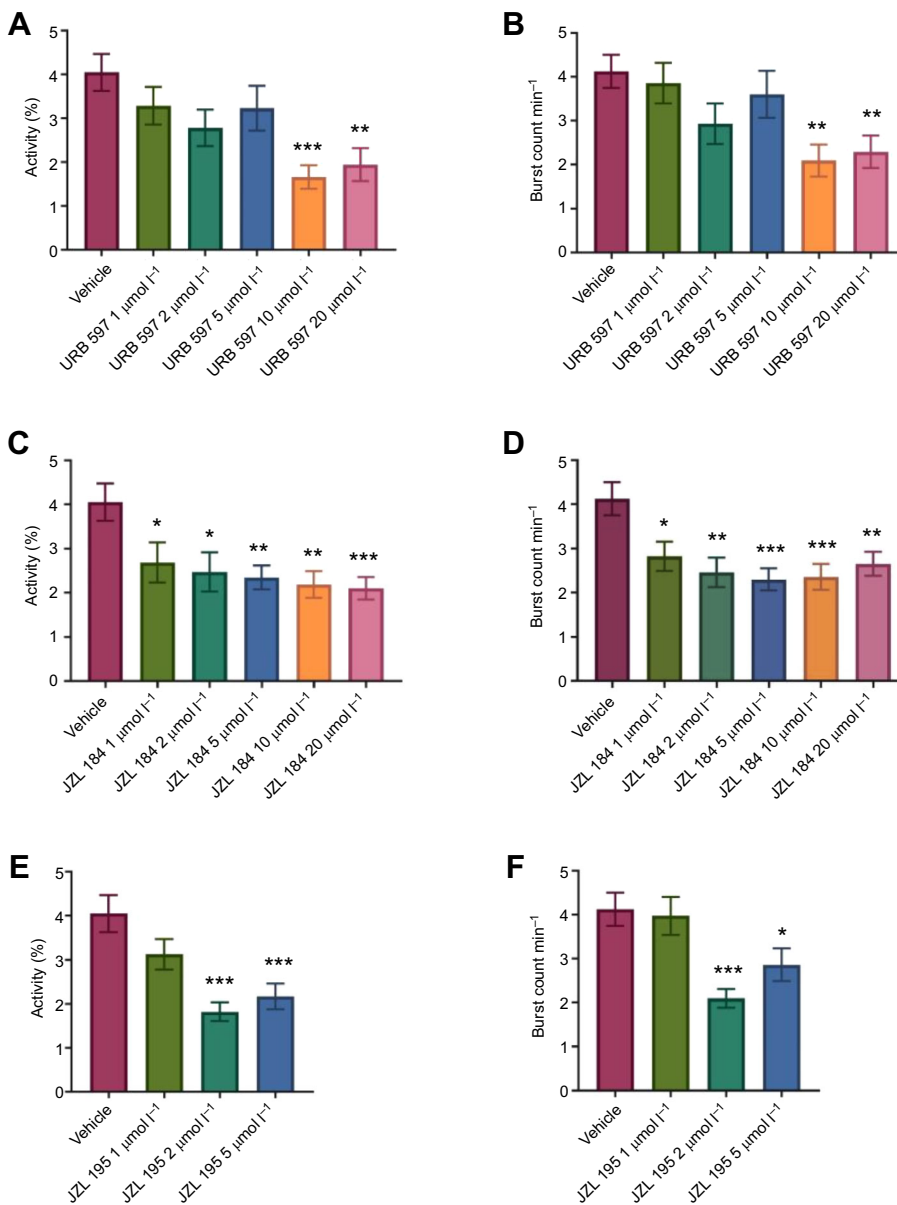 A
B
5
4
3
2
1
0
Activity (%)
***
**
Vehicle
URB 597 1 µmol l⁻¹
URB 597 2 µmol l⁻¹
URB 597 5 µmol l⁻¹
URB 597 10 µmol l⁻¹
URB 597 20 µmol l⁻¹
5
4
3
2
1
0
Burst count min⁻¹
**
**
Vehicle
URB 597 1 µmol l⁻¹
URB 597 2 µmol l⁻¹
URB 597 5 µmol l⁻¹
URB 597 10 µmol l⁻¹
URB 597 20 µmol l⁻¹
C
D
5
4
3
2
1
0
Activity (%)
*
*
**
**
***
Vehicle
JZL 184 1 µmol l⁻¹
JZL 184 2 µmol l⁻¹
JZL 184 5 µmol l⁻¹
JZL 184 10 µmol l⁻¹
JZL 184 20 µmol l⁻¹
5
4
3
2
1
0
Burst count min⁻¹
*
**
***
***
**
Vehicle
JZL 184 1 µmol l⁻¹
JZL 184 2 µmol l⁻¹
JZL 184 5 µmol l⁻¹
JZL 184 10 µmol l⁻¹
JZL 184 20 µmol l⁻¹
E
F
5
4
3
2
1
0
Activity (%)
***
***
Vehicle
JZL 195 1 µmol l⁻¹
JZL 195 2 µmol l⁻¹
JZL 195 5 µmol l⁻¹
5
4
3
2
1
0
Burst count min⁻¹
***
*
Vehicle
JZL 195 1 µmol l⁻¹
JZL 195 2 µmol l⁻¹
JZL 195 5 µmol l⁻¹